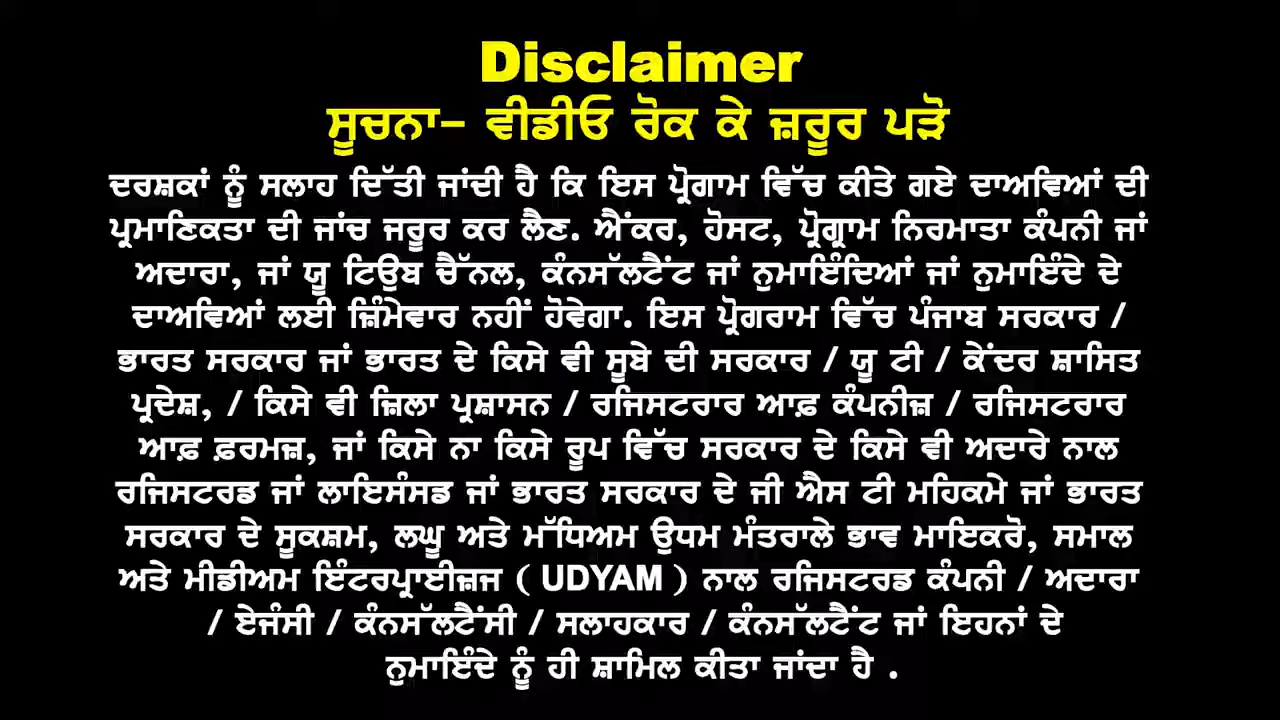 Disclaimer
ਸੂਚਨਾ- ਵੀਡੀਓ ਰੋਕ ਕੇ ਜ਼ਰੂਰ ਪੜੋ
ਦਰਸ਼ਕਾਂ ਨੂੰ ਸਲਾਹ ਦਿੱਤੀ ਜਾਂਦੀ ਹੈ ਕਿ ਇਸ ਪ੍ਰੋਗਾਮ ਵਿੱਚ ਕੀਤੇ ਗਏ ਦਾਅਵਿਆਂ ਦੀ
ਪ੍ਰਮਾਣਿਕਤਾ ਦੀ ਜਾਂਚ ਜਰੂਰ ਕਰ ਲੈਣ. ਐਂਕਰ, ਹੋਸਟ, ਪ੍ਰੋਗ੍ਰਾਮ ਨਿਰਮਾਤਾ ਕੰਪਨੀ ਜਾਂ
ਅਦਾਰਾ, ਜਾਂ ਯੂ ਟਿਉਬ ਚੈੱਨਲ, ਕੰਨਸੱਲਟੈਂਟ ਜਾਂ ਨੁਮਾਇੰਦਿਆਂ ਜਾਂ ਨੁਮਾਇੰਦੇ ਦੇ
ਦਾਅਵਿਆਂ ਲਈ ਜ਼ਿੰਮੇਵਾਰ ਨਹੀਂ ਹੋਵੇਗਾ. ਇਸ ਪ੍ਰੋਗਰਾਮ ਵਿੱਚ ਪੰਜਾਬ ਸਰਕਾਰ /
ਭਾਰਤ ਸਰਕਾਰ ਜਾਂ ਭਾਰਤ ਦੇ ਕਿਸੇ ਵੀ ਸੂਬੇ ਦੀ ਸਰਕਾਰ / ਯੂ ਟੀ / ਕੇਂਦਰ ਸ਼ਾਸਿਤ
ਪ੍ਰਦੇਸ਼, / ਕਿਸੇ ਵੀ ਜ਼ਿਲਾ ਪ੍ਰਸ਼ਾਸਨ / ਰਜਿਸਟਰਾਰ ਆਫ਼ ਕੰਪਨੀਜ਼ / ਰਜਿਸਟਰਾਰ
ਆਫ਼ ਫ਼ਰਮਜ਼, ਜਾਂ ਕਿਸੇ ਨਾ ਕਿਸੇ ਰੂਪ ਵਿੱਚ ਸਰਕਾਰ ਦੇ ਕਿਸੇ ਵੀ ਅਦਾਰੇ ਨਾਲ
ਰਜਿਸਟਰਡ ਜਾਂ ਲਾਇਸੰਸਡ ਜਾਂ ਭਾਰਤ ਸਰਕਾਰ ਦੇ ਜੀ ਐਸ ਟੀ ਮਹਿਕਮੇ ਜਾਂ ਭਾਰਤ
ਸਰਕਾਰ ਦੇ ਸੂਕਸ਼ਮ, ਲਘੂ ਅਤੇ ਮੱਧਿਅਮ ਉਧਮ ਮੰਤਰਾਲੇ ਭਾਵ ਮਾਇਕਰੋ, ਸਮਾਲ
ਅਤੇ ਮੀਡੀਅਮ ਇੰਟਰਪ੍ਰਾਈਜ਼ਜ ( UDYAM ) ਨਾਲ ਰਜਿਸਟਰਡ ਕੰਪਨੀ / ਅਦਾਰਾ
/ ਏਜੰਸੀ / ਕੰਨਸੱਲਟੈਂਸੀ / ਸਲਾਹਕਾਰ / ਕੰਨਸੱਲਟੈਂਟ ਜਾਂ ਇਹਨਾਂ ਦੇ
ਨੁਮਾਇੰਦੇ ਨੂੰ ਹੀ ਸ਼ਾਮਿਲ ਕੀਤਾ ਜਾਂਦਾ ਹੈ .